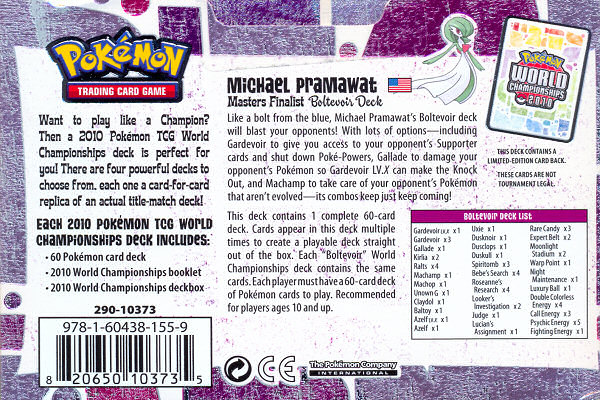 POKÉMON
TRADING CARD GAME
Want to play like a Champion?
Then a 2010 Pokémon TCG World
Championships deck is perfect for
you! There are four powerful decks to
choose from, each one a card-for-card
replica of an actual title-match deck!
Each 2010 Pokémon TCG World
Championships Deck Includes:
• 60 Pokémon card deck
• 2010 World Championships booklet
• 2010 World Championships deckbox
290-10373
978-1-60438-155-9
8 20650 10373 5
Michael Pramawat
Masters Finalist Boltevoir Deck
Like a bolt from the blue, Michael Pramawat's Boltevoir deck
will blast your opponents! With lots of options—including
Gardevoir to give you access to your opponent's Supporter
cards and shut down Poké-Powers, Gallade to damage your
opponent's Pokémon so Gardevoir LV.X can make the Knock
Out, and Machamp to take care of your opponent's Pokémon
that aren't evolved—its combos keep just keep coming!
This deck contains 1 complete 60-card
deck. Cards appear in this deck multiple
times to create a playable deck straight
out of the box. Each "Boltevoir" World
Championships deck contains the same
cards. Each player must have a 60-card deck
of Pokémon cards to play. Recommended
for players ages 10 and up.
POKÉMON
WORLD
CHAMPIONSHIPS
2010
THIS DECK CONTAINS A
LIMITED-EDITION CARD BACK.
THESE CARDS ARE NOT
TOURNAMENT LEGAL.
Boltevoir Deck List
Gardevoir LV.X x1
Gardevoir x3
Gallade x1
Kirlia x2
Ralts x4
Machamp x1
Machop x1
Unown G x1
Claydol x1
Baltoy x1
Azelf LV.X x1
Azelf x1
Uxie x1
Dusknoir x1
Dusclops x1
Duskull x1
Spiritomb x3
Bebe's Search x4
Roseanne's
Research x4
Looker's
Investigation x2
Judge x1
Lucian's
Assignment x1
Rare Candy x3
Expert Belt x2
Moonlight
Stadium x2
Warp Point x1
Night
Maintenance x1
Luxury Ball x1
Double Colorless
Energy x4
Call Energy x3
Psychic Energy x5
Fighting Energy x1
CE
The Pokémon Company
INTERNATIONAL